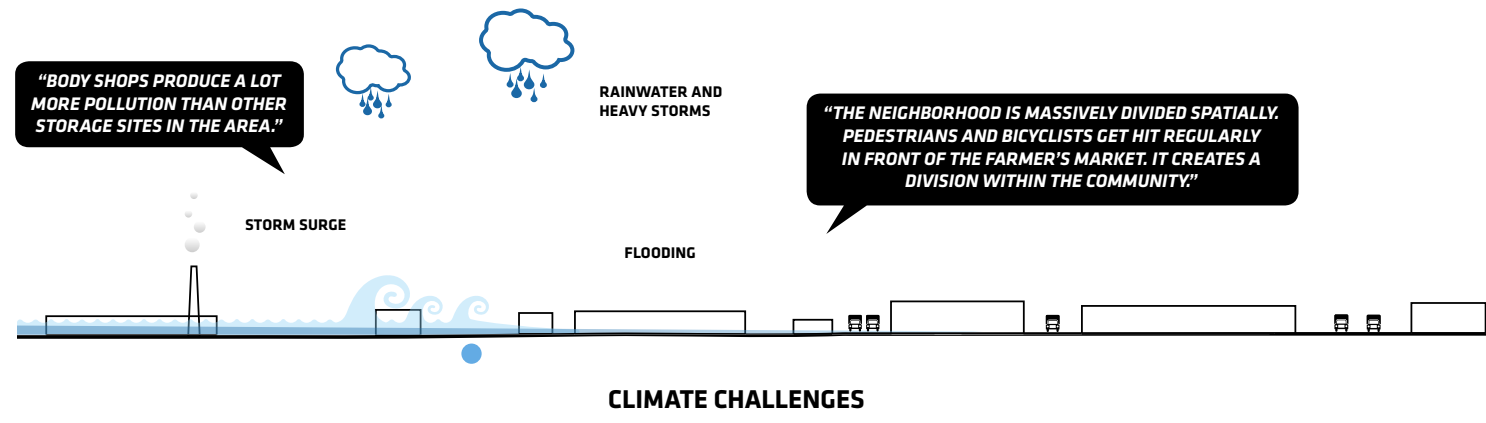 “BODY SHOPS PRODUCE A LOT
MORE POLLUTION THAN OTHER
STORAGE SITES IN THE AREA.”
RAINWATER AND
HEAVY STORMS
“THE NEIGHBORHOOD IS MASSIVELY DIVIDED SPATIALLY.
PEDESTRIANS AND BICYCLISTS GET HIT REGULARLY
IN FRONT OF THE FARMER’S MARKET. IT CREATES A
DIVISION WITHIN THE COMMUNITY.”
STORM SURGE
FLOODING
CLIMATE CHALLENGES